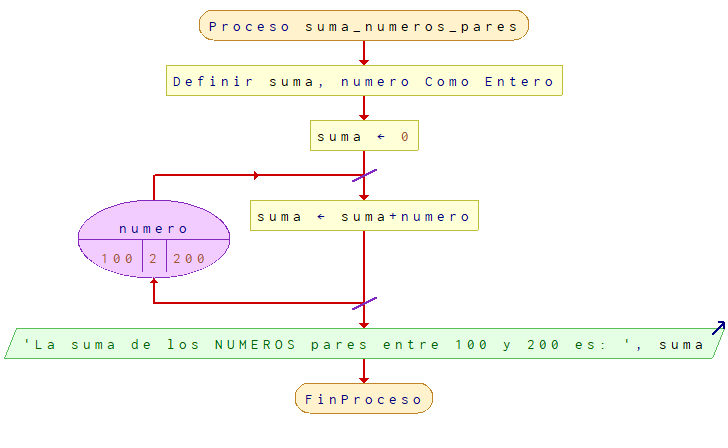 Proceso suma_numeros_pares
Definir suma, numero Como Entero
suma ← 0
suma ← suma+numero
numero
100 2 200
'La suma de los NUMEROS pares entre 100 y 200 es: ', suma
FinProceso